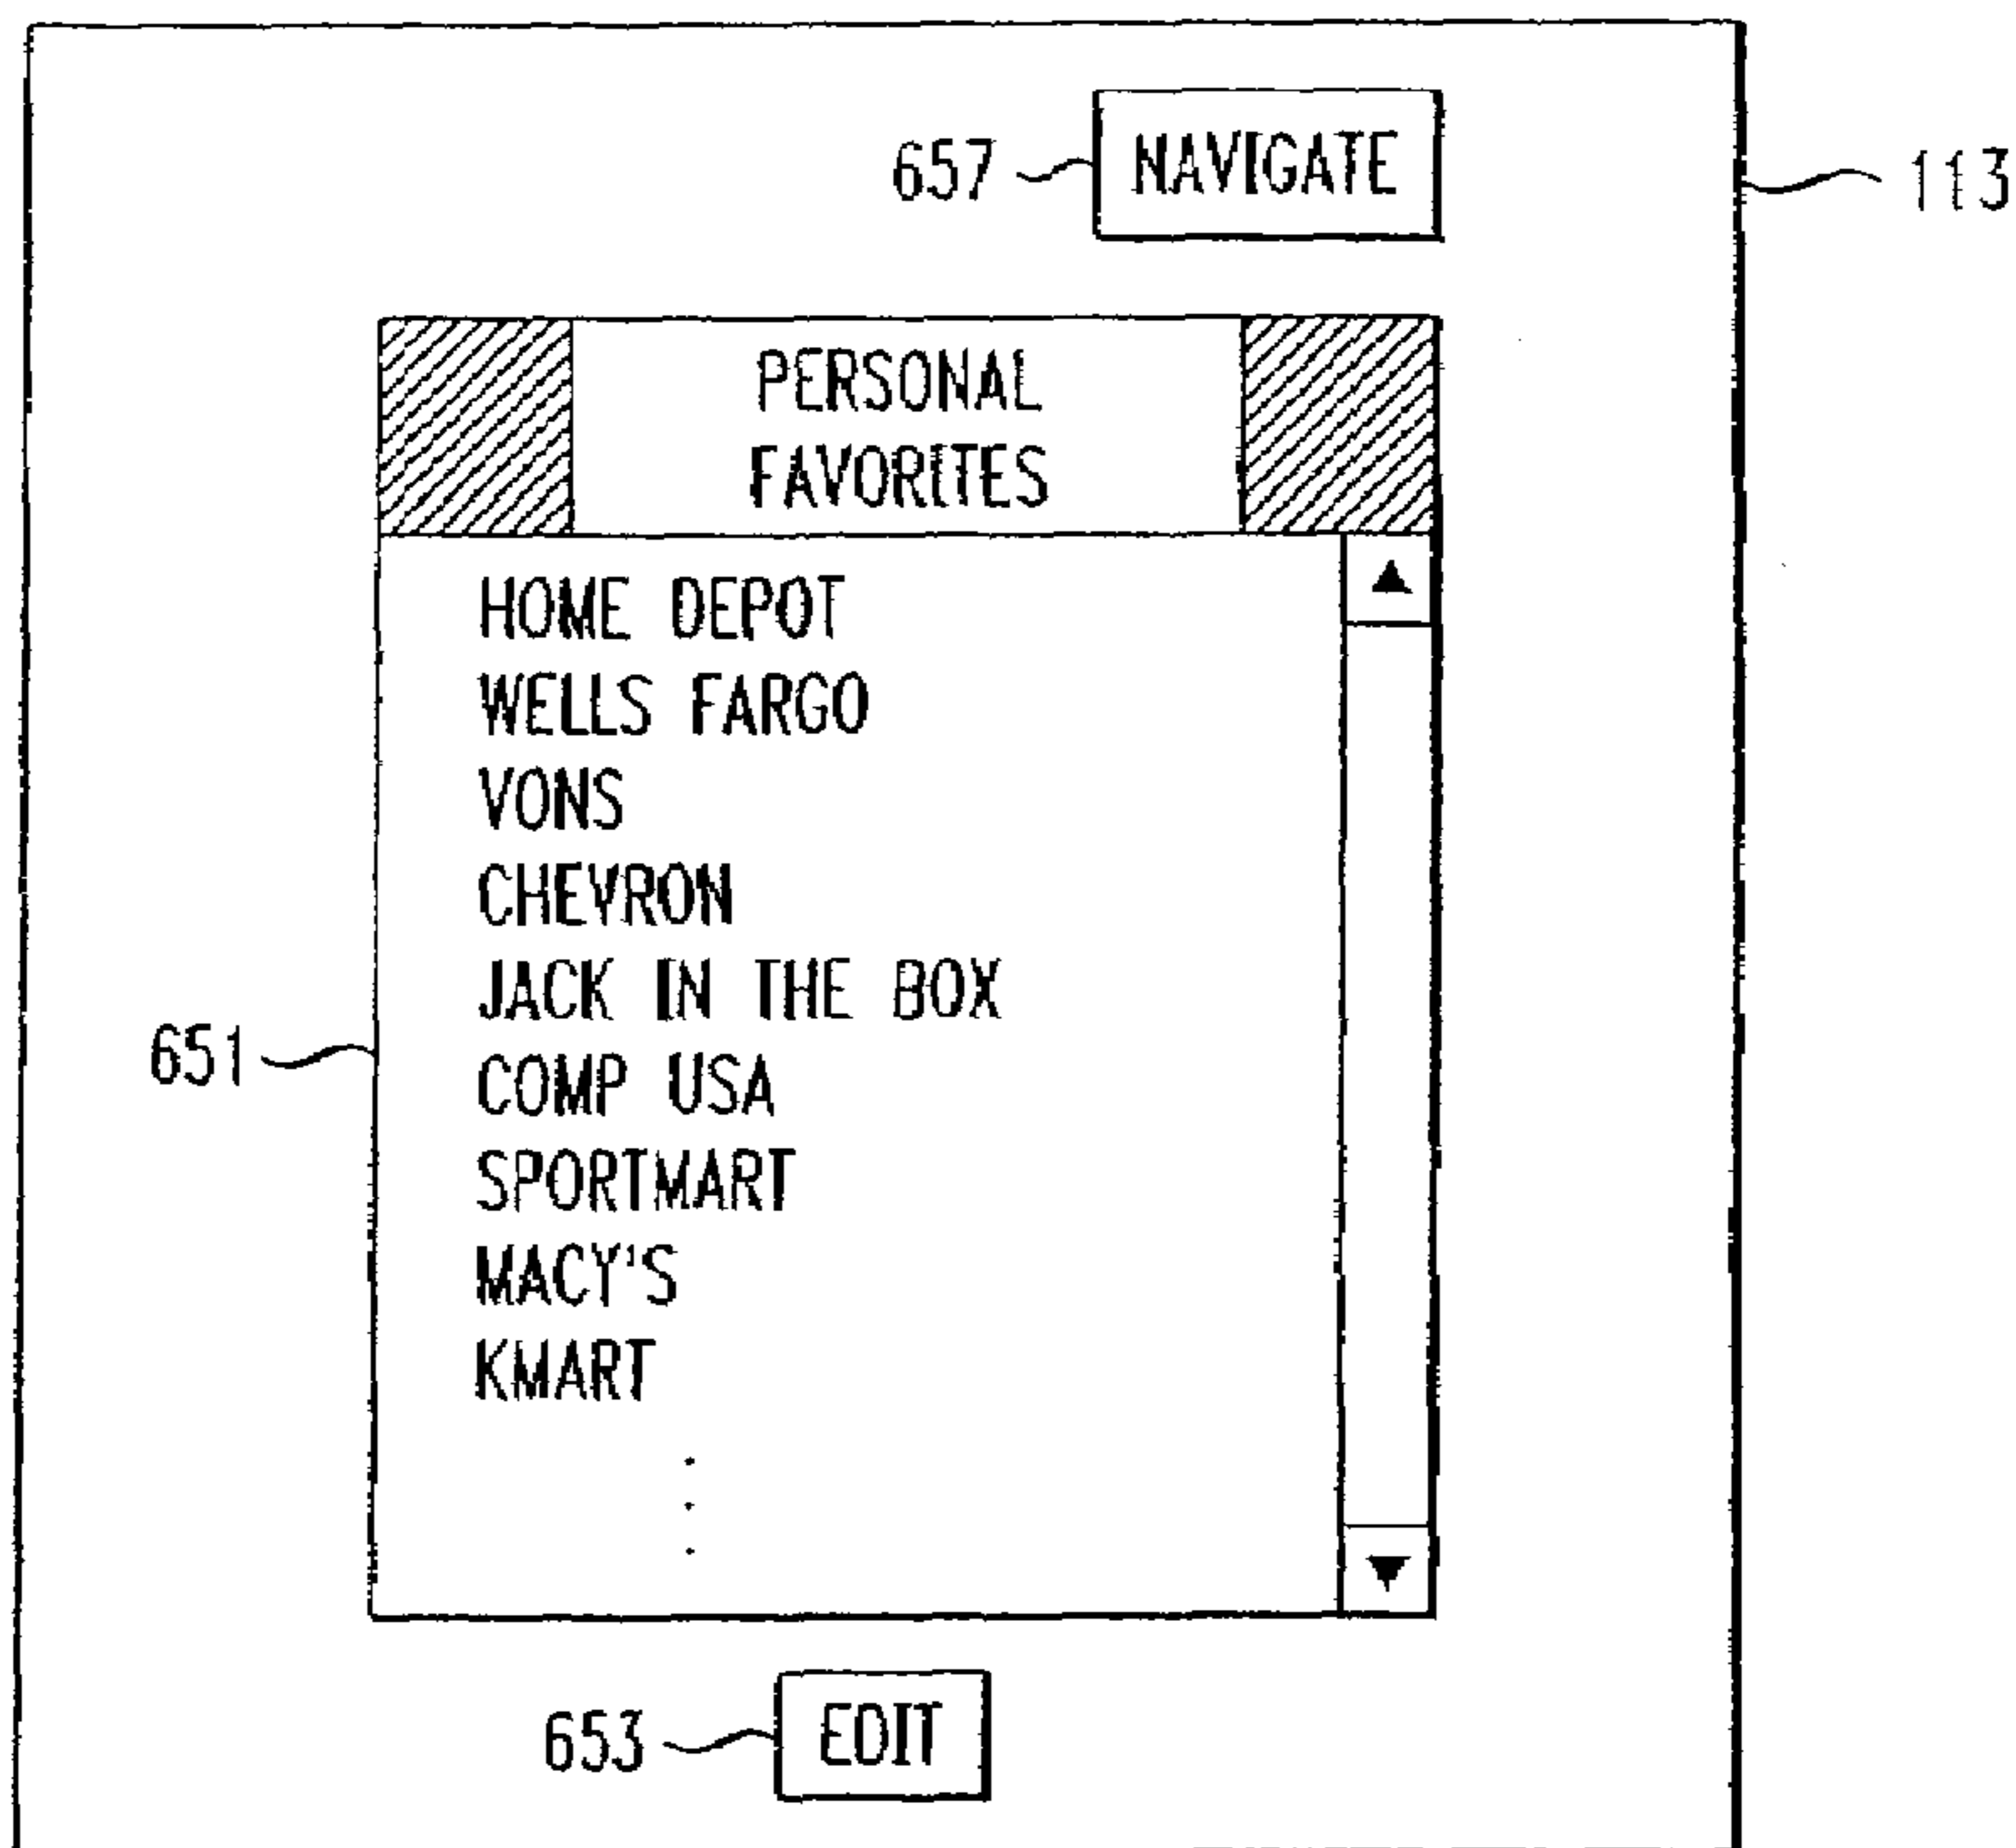 657 NAVIGATE 113
PERSONAL
FAVORITES
HOME DEPOT
WELLS FARGO
VONS
CHEVRON
JACK IN THE BOX
651
COMP USA
SPORTMART
MACY'S
KMART
653 EDIT